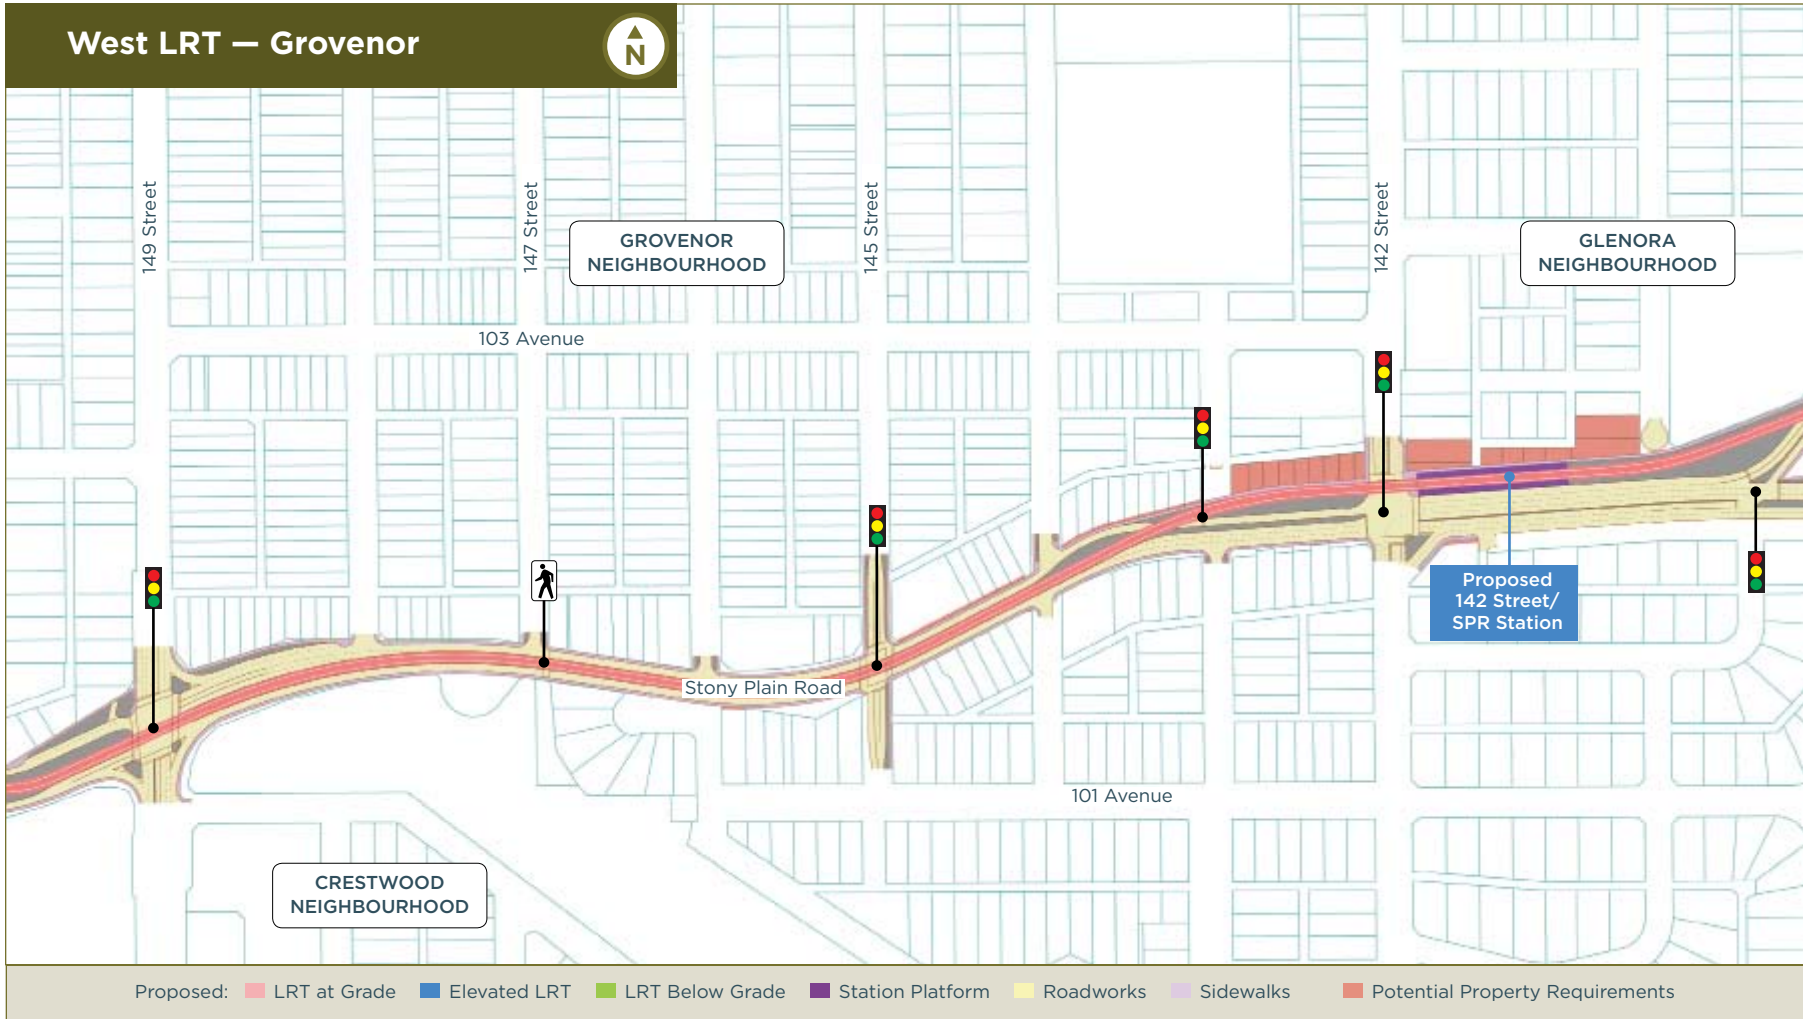 West LRT — Grovenor
N
149 Street
147 Street
145 Street
142 Street
GROVENOR
NEIGHBOURHOOD
GLENORA
NEIGHBOURHOOD
103 Avenue
Proposed
142 Street/
SPR Station
Stony Plain Road
101 Avenue
CRESTWOOD
NEIGHBOURHOOD
Proposed: LRT at Grade Elevated LRT LRT Below Grade Station Platform Roadworks Sidewalks Potential Property Requirements